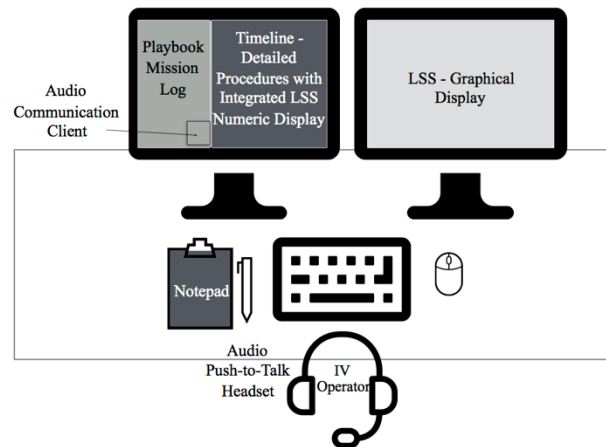 Playbook
Mission
Log
Timeline -
Detailed
Procedures with
Integrated LSS
Numeric Display
LSS - Graphical
Display
Audio
Communication
Client
Notepad
Audio
Push-to-Talk
Headset
IV
Operator